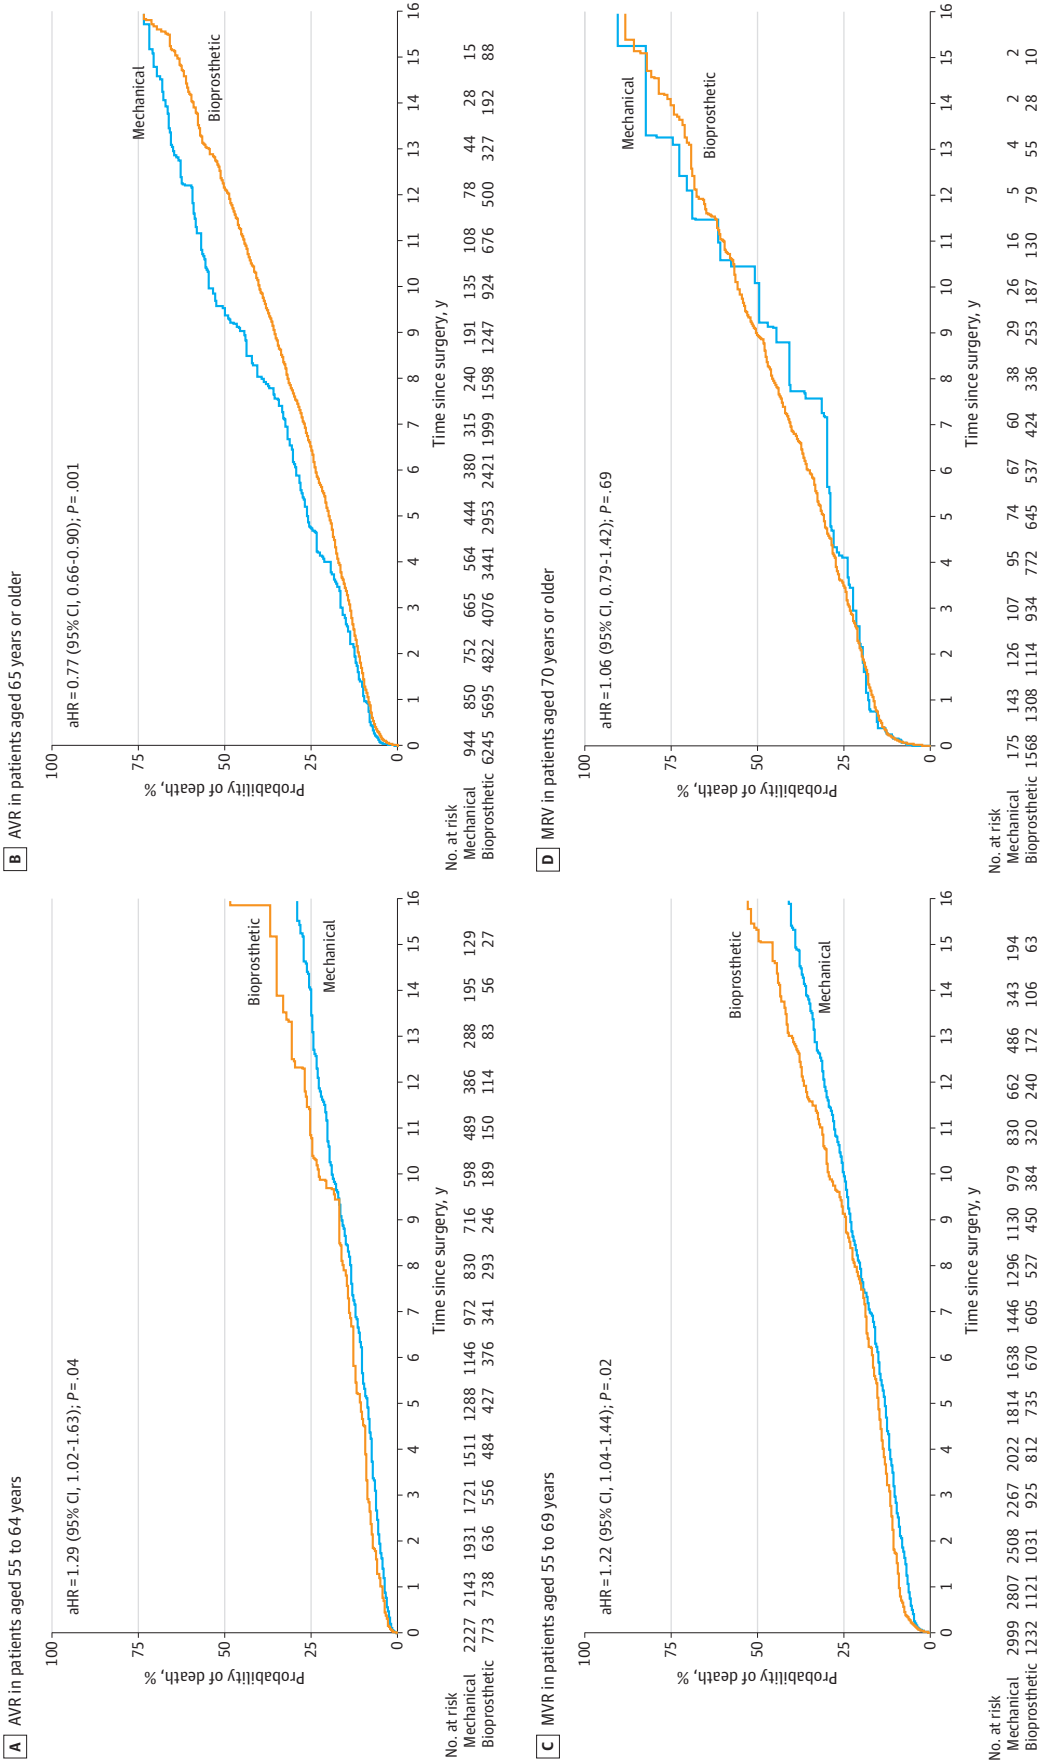 A AVR in patients aged 55 to 64 years
100
75
50
25
0
Probability of death, %
aHR = 1.29 (95% CI, 1.02-1.63); P = .04
Bioprosthetic
Mechanical
0 1 2 3 4 5 6 7 8 9 10 11 12 13 14 15 16
Time since surgery, y
No. at risk
Mechanical 2227 2143 1931 1721 1511 1288 1146 972 830 716 598 489 386 288 195 129
Bioprosthetic 773 738 636 556 484 427 376 341 293 246 189 150 114 83 56 27
B AVR in patients aged 65 years or older
100
75
50
25
0
Probability of death, %
aHR = 0.77 (95% CI, 0.66-0.90); P = .001
Mechanical
Bioprosthetic
0 1 2 3 4 5 6 7 8 9 10 11 12 13 14 15 16
Time since surgery, y
No. at risk
Mechanical 944 850 752 665 564 444 380 315 240 191 135 108 78 44 28 15
Bioprosthetic 6245 5695 4822 4076 3441 2953 2421 1999 1598 1247 924 676 500 327 192 88
C MVR in patients aged 55 to 69 years
100
75
50
25
0
Probability of death, %
aHR = 1.22 (95% CI, 1.04-1.44); P = .02
Bioprosthetic
Mechanical
0 1 2 3 4 5 6 7 8 9 10 11 12 13 14 15 16
Time since surgery, y
No. at risk
Mechanical 2999 2807 2508 2267 2022 1814 1638 1446 1296 1130 979 830 662 486 343 194
Bioprosthetic 1232 1121 1031 925 812 735 670 605 527 450 384 320 240 172 106 63
D MRV in patients aged 70 years or older
100
75
50
25
0
Probability of death, %
aHR = 1.06 (95% CI, 0.79-1.42); P = .69
Mechanical
Bioprosthetic
0 1 2 3 4 5 6 7 8 9 10 11 12 13 14 15 16
Time since surgery, y
No. at risk
Mechanical 175 143 126 107 95 74 67 60 38 29 26 16 5 4 2 2
Bioprosthetic 1568 1308 1114 934 772 645 537 424 336 253 187 130 79 55 28 10